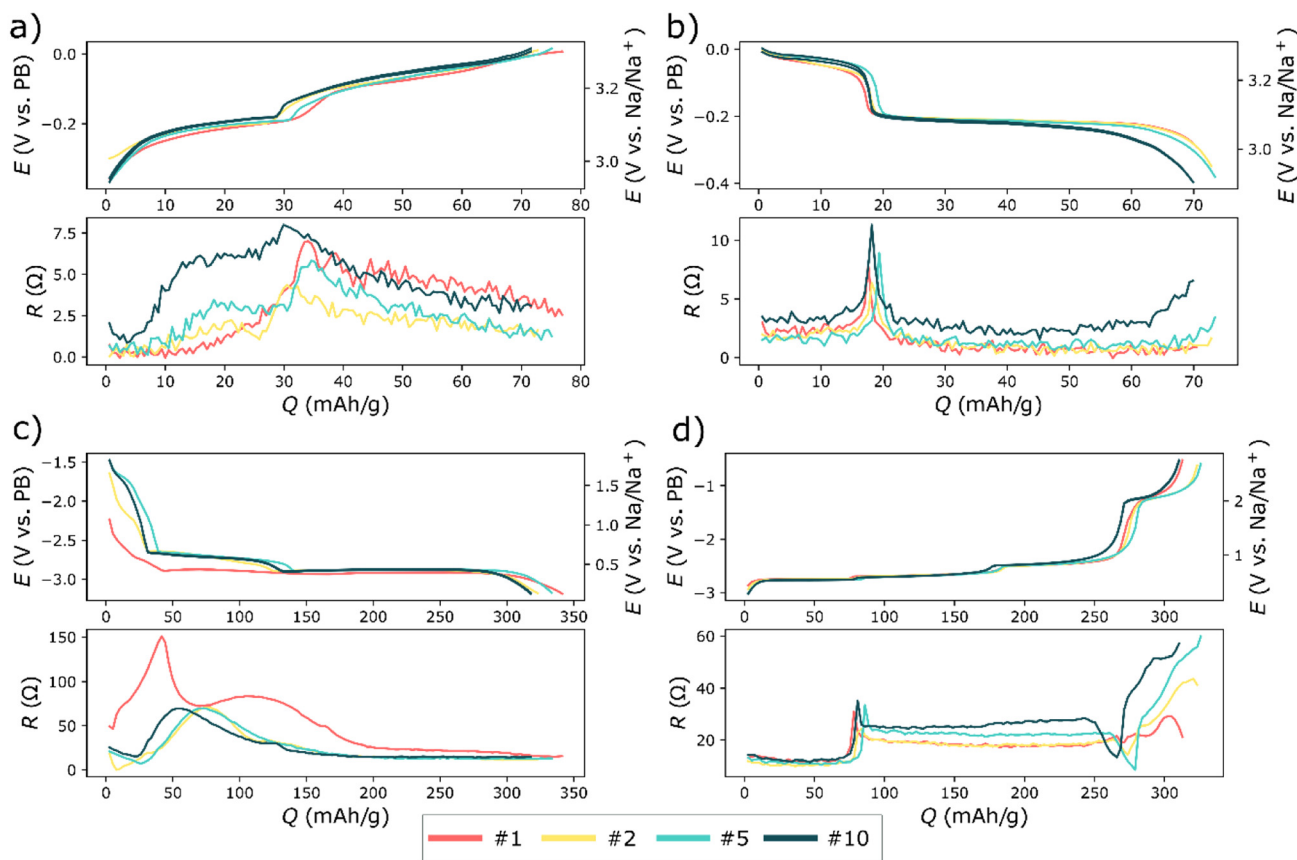 a)
E (V vs. PB)
0.0
−0.2
3.2
3.0
E (V vs. Na/Na+)
0 10 20 30 40 50 60 70 80
R (Ω)
7.5
5.0
2.5
0.0
0 10 20 30 40 50 60 70 80
Q (mAh/g)
b)
E (V vs. PB)
0.0
−0.2
−0.4
3.2
3.0
E (V vs. Na/Na+)
0 10 20 30 40 50 60 70
R (Ω)
10
5
0
0 10 20 30 40 50 60 70
Q (mAh/g)
c)
E (V vs. PB)
−1.5
−2.0
−2.5
−3.0
1.5
1.0
0.5
E (V vs. Na/Na+)
0 50 100 150 200 250 300 350
R (Ω)
150
100
50
0
0 50 100 150 200 250 300 350
Q (mAh/g)
d)
E (V vs. PB)
−1
−2
−3
2
1
E (V vs. Na/Na+)
0 50 100 150 200 250 300
R (Ω)
60
40
20
0 50 100 150 200 250 300
Q (mAh/g)
#1 #2 #5 #10